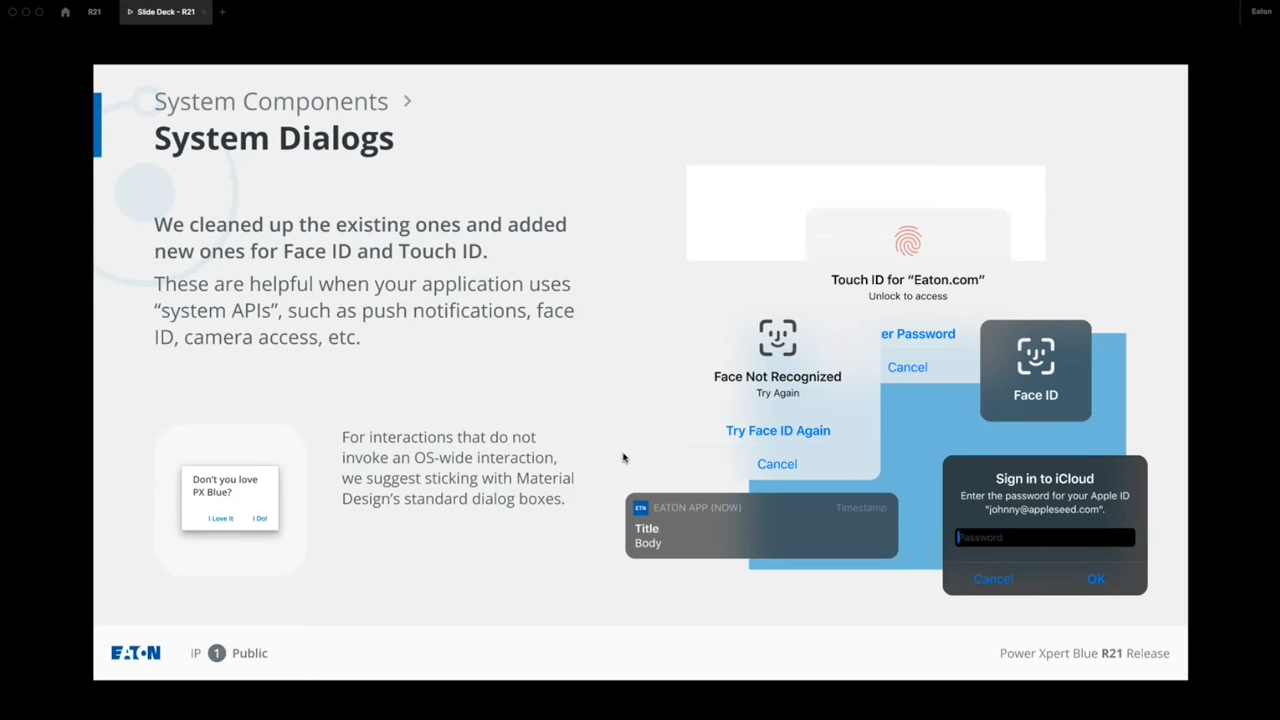 R21
Slide Deck - R21
Eaton
System Components >
System Dialogs
We cleaned up the existing ones and added
new ones for Face ID and Touch ID.
These are helpful when your application uses
“system APIs”, such as push notifications, face
ID, camera access, etc.
Don’t you love
PX Blue?
I Love It I Do!
For interactions that do not
invoke an OS-wide interaction,
we suggest sticking with Material
Design’s standard dialog boxes.
Touch ID for “Eaton.com”
Unlock to access
er Password
Cancel
Face Not Recognized
Try Again
Try Face ID Again
Cancel
Face ID
ETN EATON APP (NOW) Timestamp
Title
Body
Sign in to iCloud
Enter the password for your Apple ID
"johnny@appleseed.com".
Password
Cancel OK
EATON IP 1 Public
Power Xpert Blue R21 Release